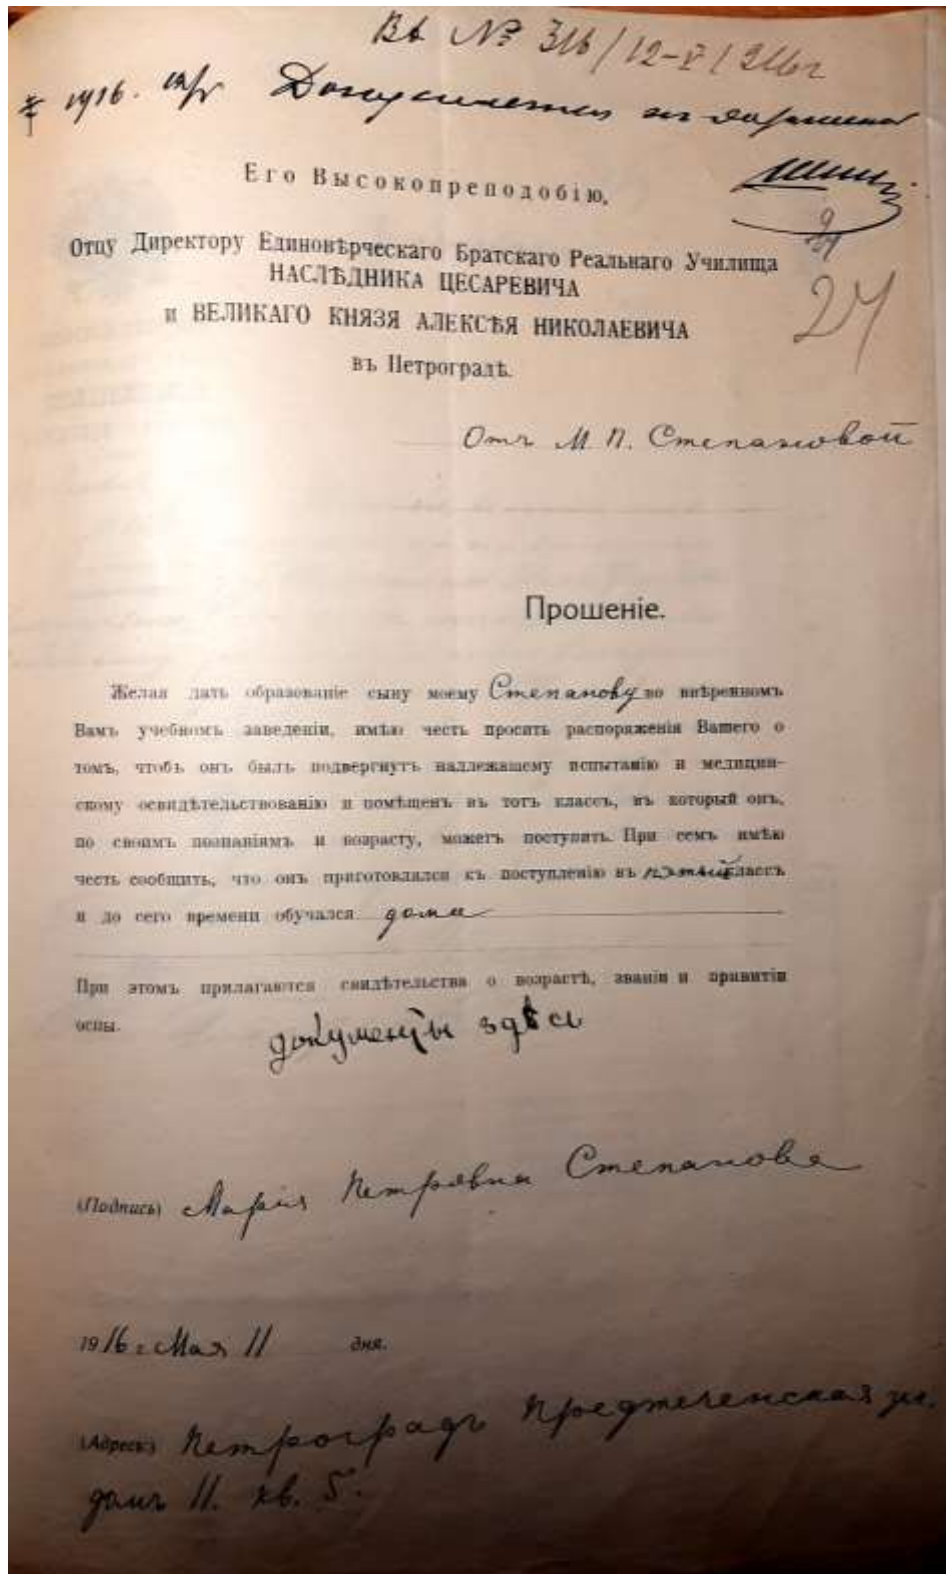 Вх № 316/12-V/916г
1916. Допускается
Его Высокопреподобію,
Отцу Директору Единовѣрческаго Братскаго Реальнаго Училища
НАСЛѢДНИКА ЦЕСАРЕВИЧА
и ВЕЛИКАГО КНЯЗЯ АЛЕКСѢЯ НИКОЛАЕВИЧА
въ Петроградѣ.
24
Отъ М. П. Степановой
Прошеніе.
Желая дать образованіе сыну моему Степанову во ввѣренномъ
Вамъ учебномъ заведеніи, имѣю честь просить распоряженія Вашего о
томъ, чтобъ онъ былъ подвергнутъ надлежащему испытанію и медицин-
скому освидѣтельствованію и помѣщенъ въ тотъ классъ, въ который онъ,
по своимъ познаніямъ и возрасту, можетъ поступить. При семъ имѣю
честь сообщить, что онъ приготовлялся къ поступленію въ пятый классъ
и до сего времени обучался дома
При этомъ прилагаются свидѣтельства о возрастѣ, званіи и привитіи
оспы.
документы здѣсь
(Подпись) Марія Петровна Степанова
1916 г Мая 11 дня.
(Адресъ) Петроградъ Предтеченская ул.
домъ 11. кв. 5.